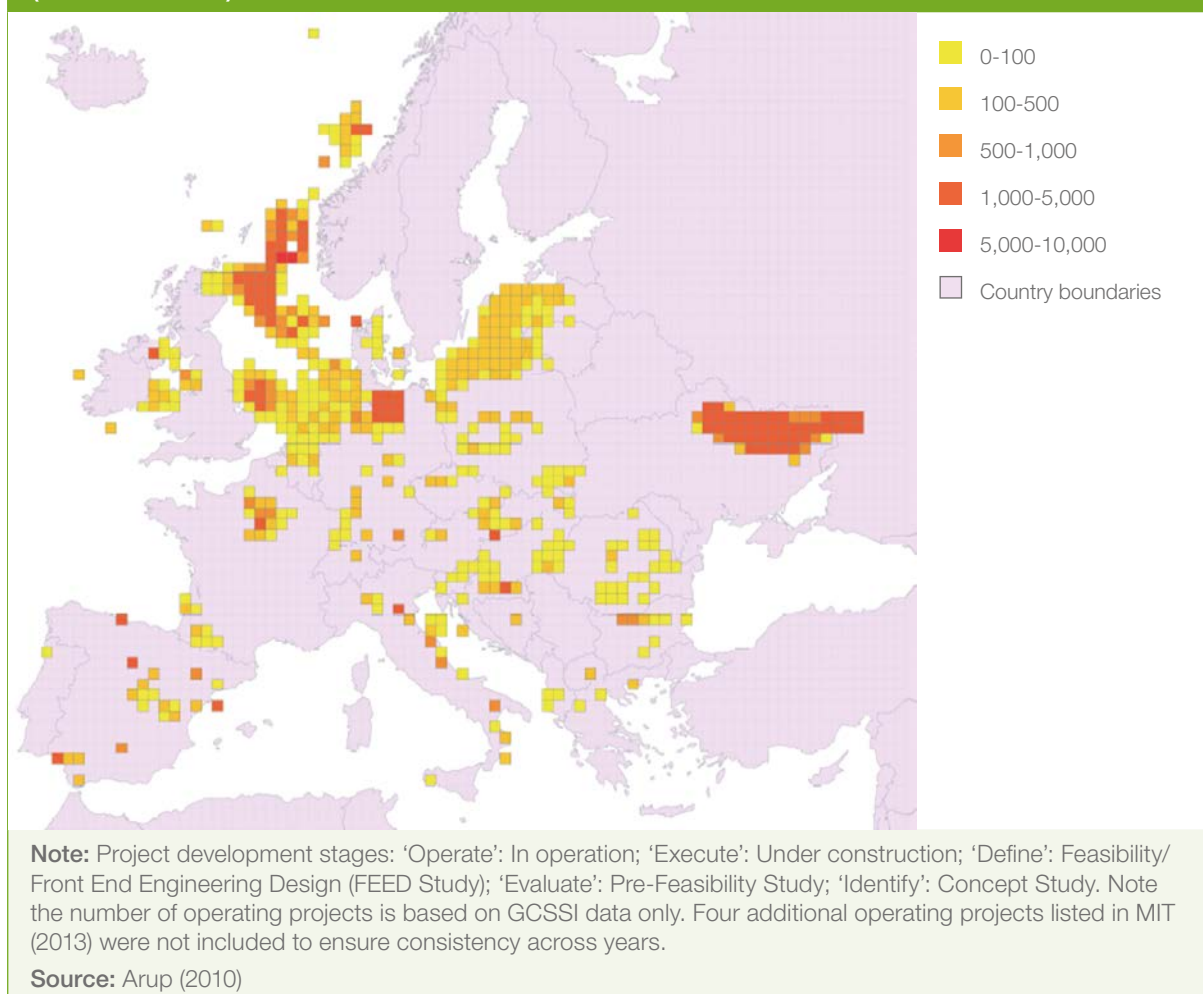 0-100
100-500
500-1,000
1,000-5,000
5,000-10,000
Country boundaries
Note: Project development stages: ‘Operate’: In operation; ‘Execute’: Under construction; ‘Define’: Feasibility/
Front End Engineering Design (FEED Study); ‘Evaluate’: Pre-Feasibility Study; ‘Identify’: Concept Study. Note
the number of operating projects is based on GCSSI data only. Four additional operating projects listed in MIT
(2013) were not included to ensure consistency across years.
Source: Arup (2010)